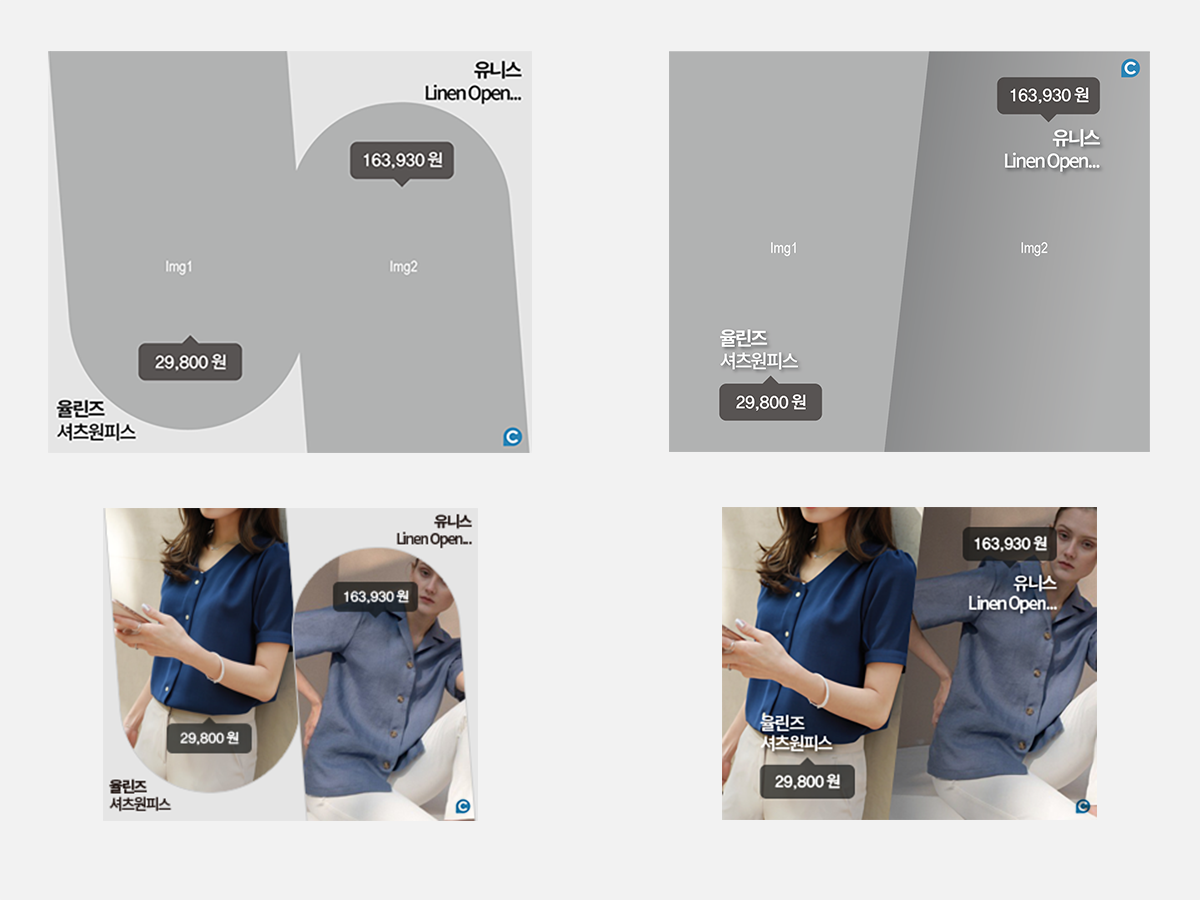 유니스
Linen Open...
163,930 원
Img1
Img2
29,800 원
율린즈
셔츠원피스
C
C
163,930 원
유니스
Linen Open...
Img1
Img2
율린즈
셔츠원피스
29,800 원
유니스
Linen Open...
163,930 원
29,800 원
율린즈
셔츠원피스
C
163,930 원
유니스
Linen Open...
율린즈
셔츠원피스
29,800 원
C